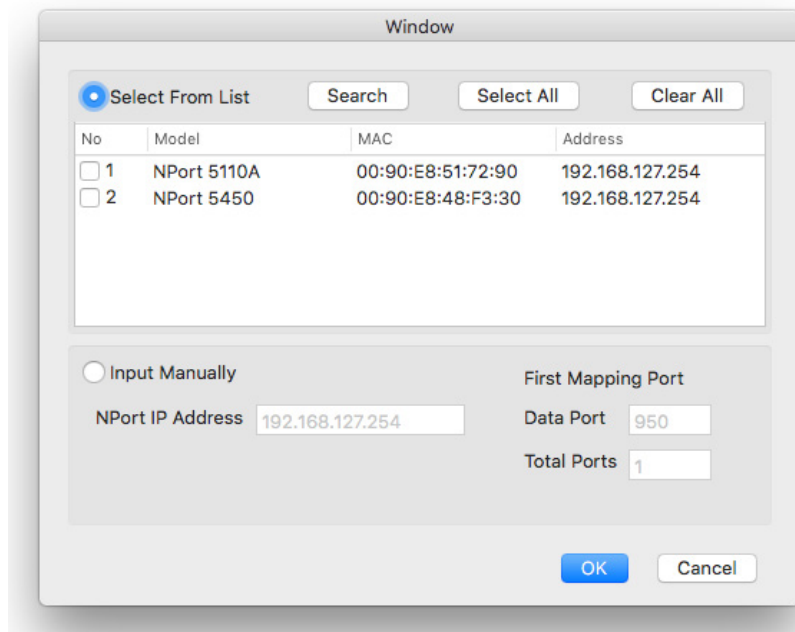 Window
Select From List Search Select All Clear All
No Model MAC Address
1 NPort 5110A 00:90:E8:51:72:90 192.168.127.254
2 NPort 5450 00:90:E8:48:F3:30 192.168.127.254
Input Manually
First Mapping Port
NPort IP Address 192.168.127.254 Data Port 950
Total Ports 1
OK Cancel